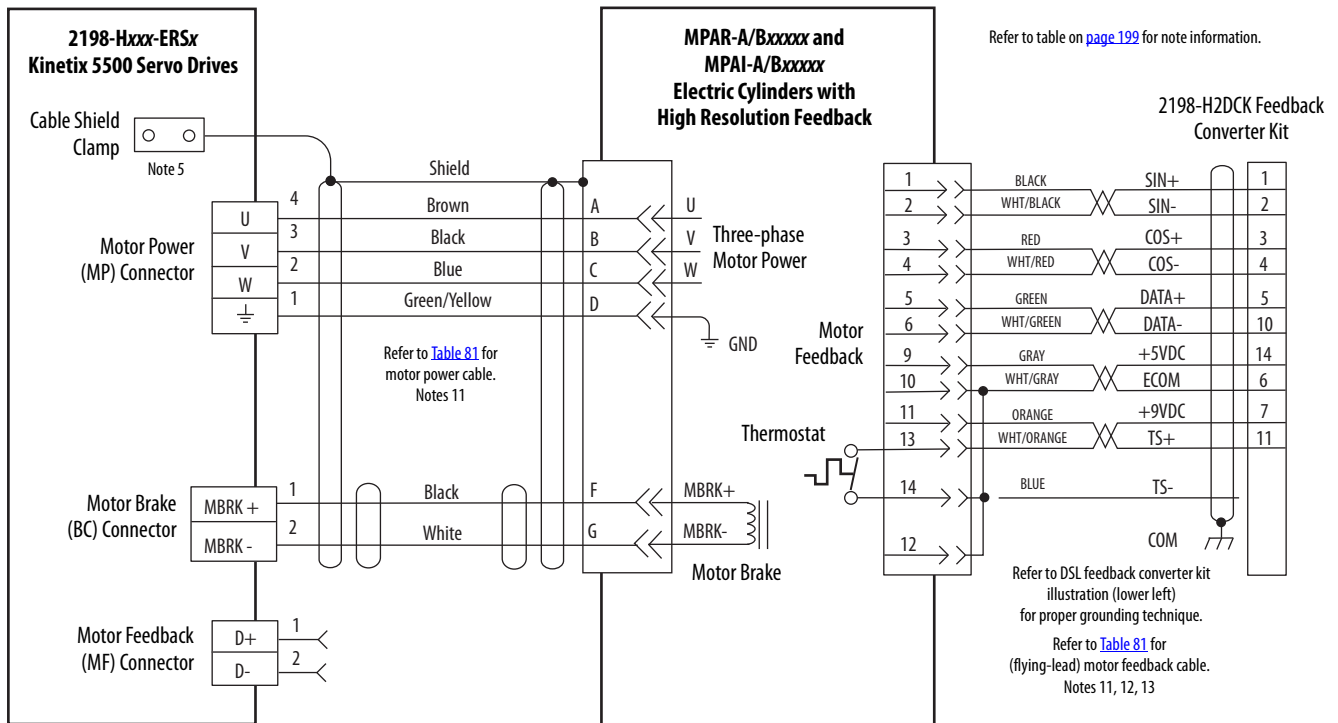 2198-Hxxx-ERSx
Kinetix 5500 Servo Drives
MPAR-A/Bxxxxx and
MPAI-A/Bxxxxx
Electric Cylinders with
High Resolution Feedback
Refer to table on page 199 for note information.
2198-H2DCK Feedback
Converter Kit
Cable Shield
Clamp
Note 5
Shield
Motor Power
(MP) Connector
U 4 Brown A U
V 3 Black B V
W 2 Blue C W
1 Green/Yellow D
GND
Three-phase
Motor Power
Refer to Table 81 for
motor power cable.
Notes 11
Motor Brake
(BC) Connector
MBRK + 1 Black F MBRK+
MBRK - 2 White G MBRK-
Motor Brake
Motor Feedback
(MF) Connector
D+ 1
D- 2
Motor
Feedback
Thermostat
1 BLACK SIN+ 1
2 WHT/BLACK SIN- 2
3 RED COS+ 3
4 WHT/RED COS- 4
5 GREEN DATA+ 5
6 WHT/GREEN DATA- 10
9 GRAY +5VDC 14
10 WHT/GRAY ECOM 6
11 ORANGE +9VDC 7
13 WHT/ORANGE TS+ 11
14 BLUE TS-
12
COM
Refer to DSL feedback converter kit
illustration (lower left)
for proper grounding technique.
Refer to Table 81 for
(flying-lead) motor feedback cable.
Notes 11, 12, 13